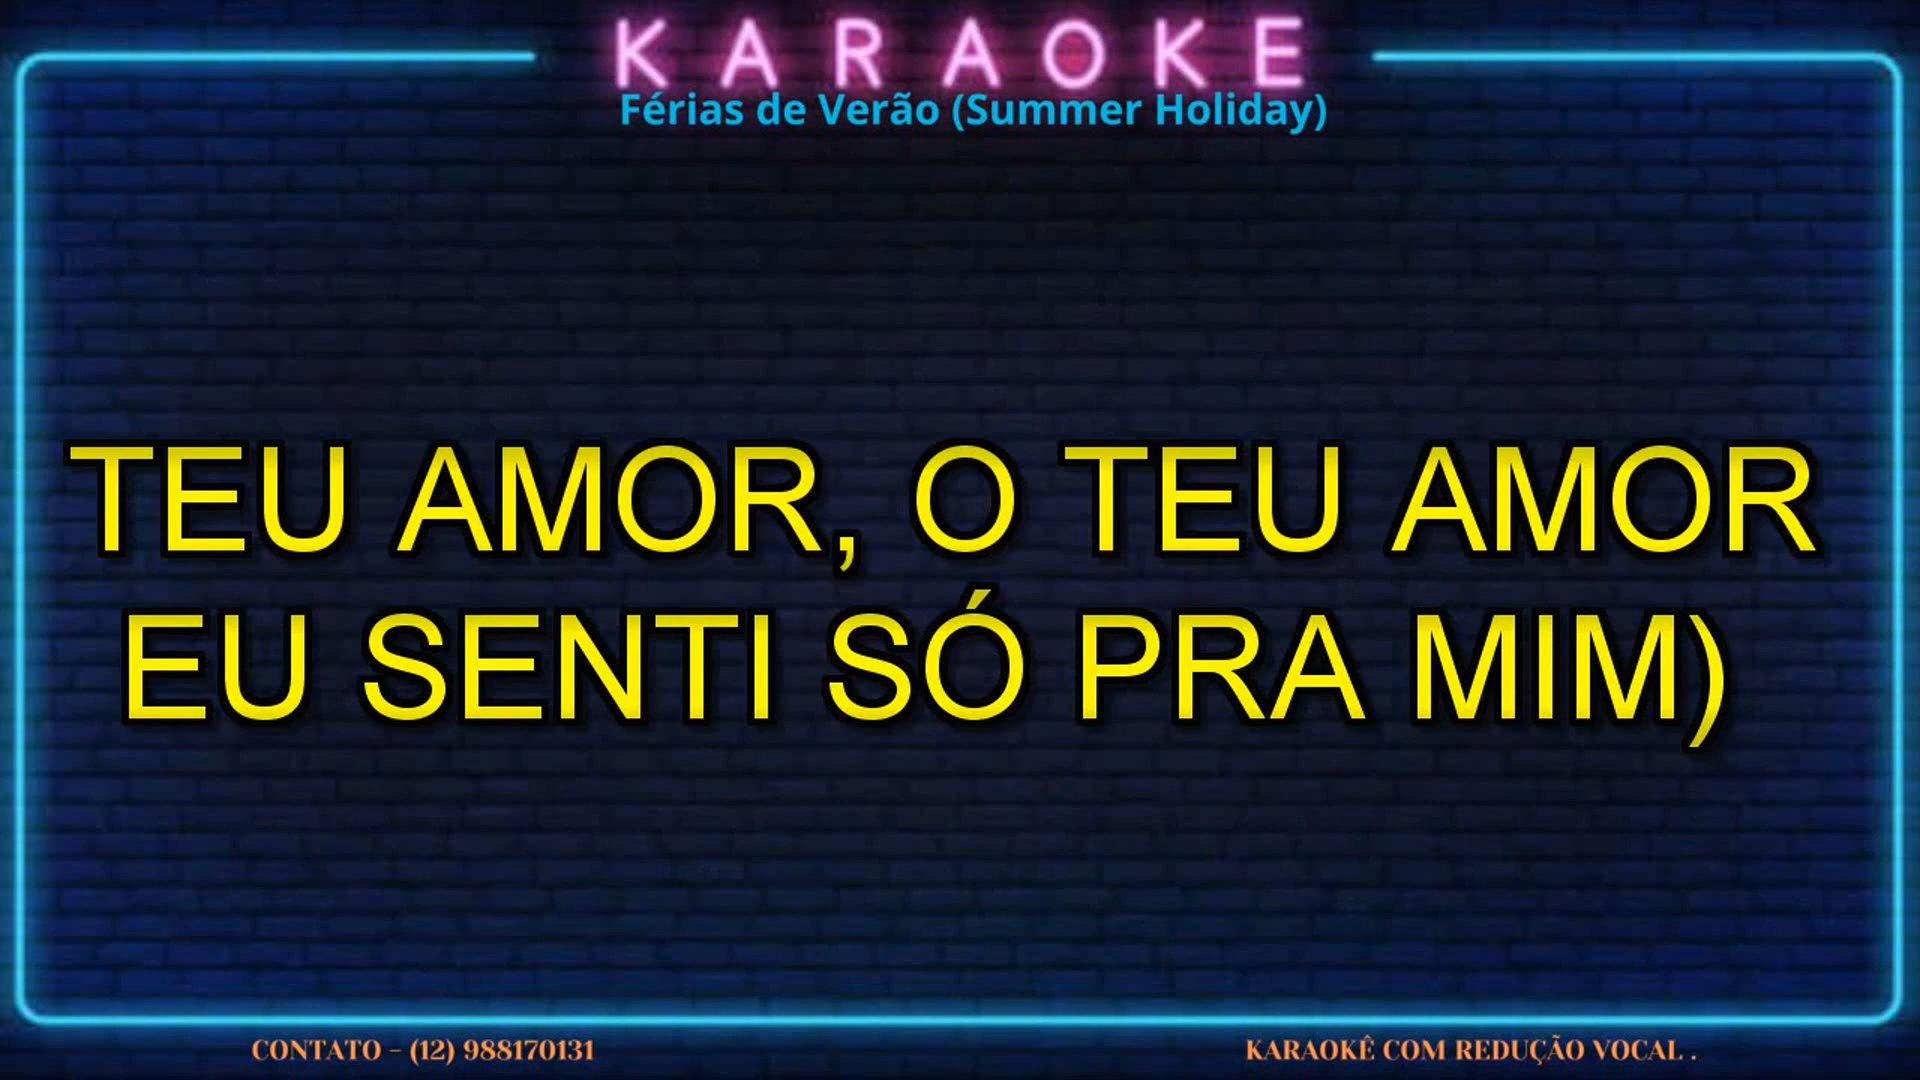 KARAOKE
Férias de Verão (Summer Holiday)
TEU AMOR, O TEU AMOR
EU SENTI SÓ PRA MIM)
CONTATO - (12) 988170131
KARAOKÊ COM REDUÇÃO VOCAL .